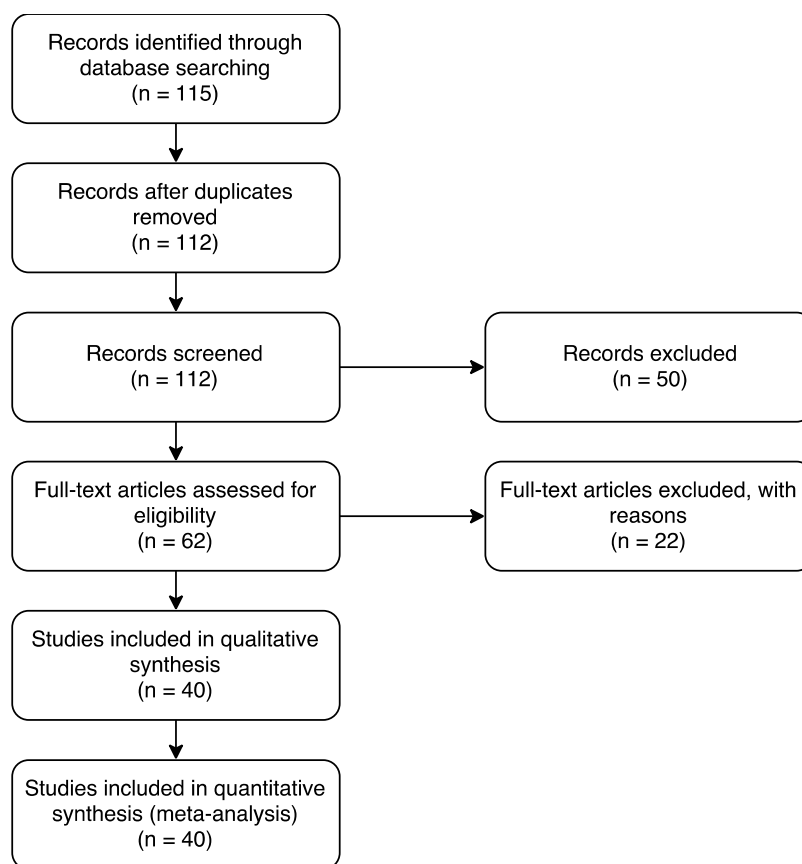 Records identified through
database searching
(n = 115)
Records after duplicates
removed
(n = 112)
Records screened
(n = 112)
Records excluded
(n = 50)
Full-text articles assessed for
eligibility
(n = 62)
Full-text articles excluded, with
reasons
(n = 22)
Studies included in qualitative
synthesis
(n = 40)
Studies included in quantitative
synthesis (meta-analysis)
(n = 40)